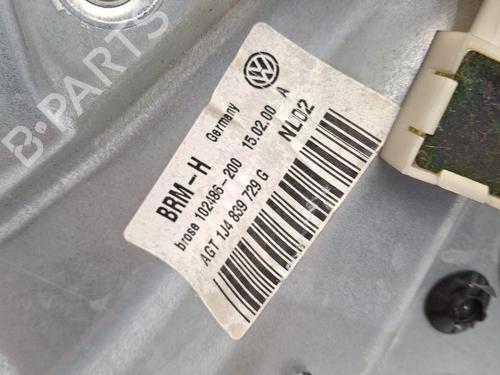 B-PARTS
BRM-H Germany
brose 102486-200 15.02.00 A
AGT 1J4 839 729 G NL02